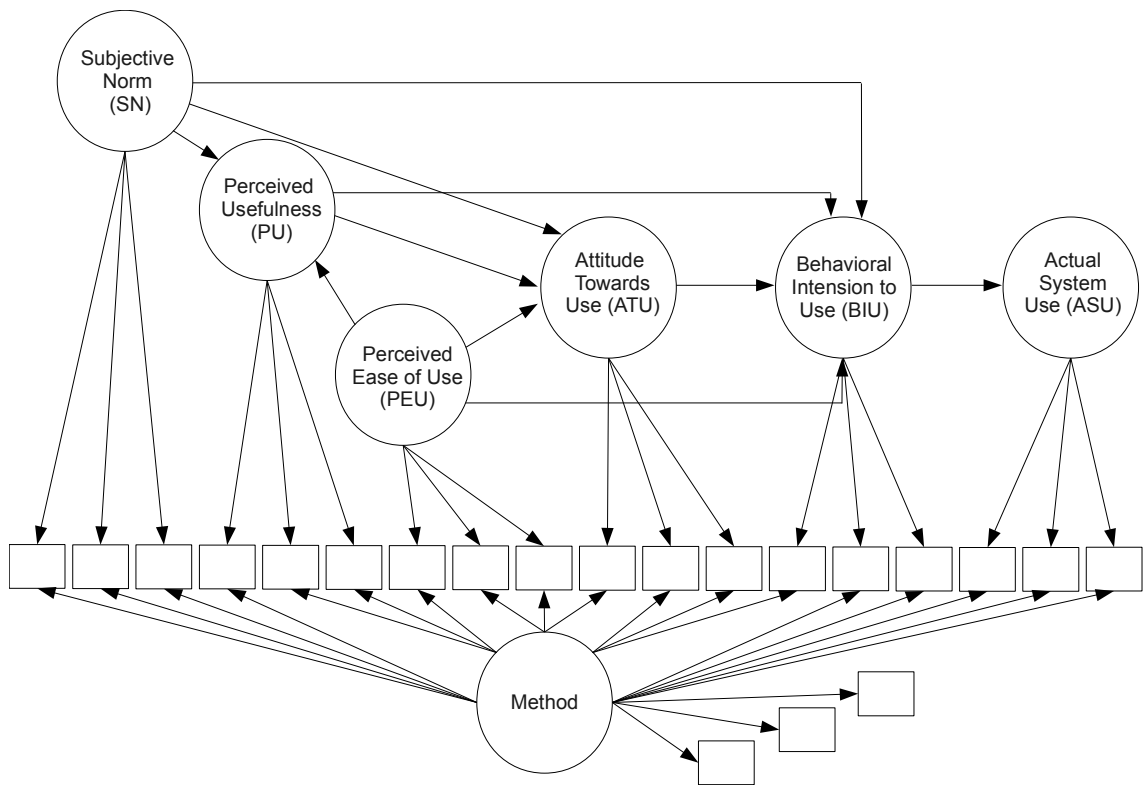 Subjective
Norm
(SN)
Perceived
Usefulness
(PU)
Perceived
Ease of Use
(PEU)
Attitude
Towards
Use (ATU)
Behavioral
Intension to
Use (BIU)
Actual
System
Use (ASU)
Method